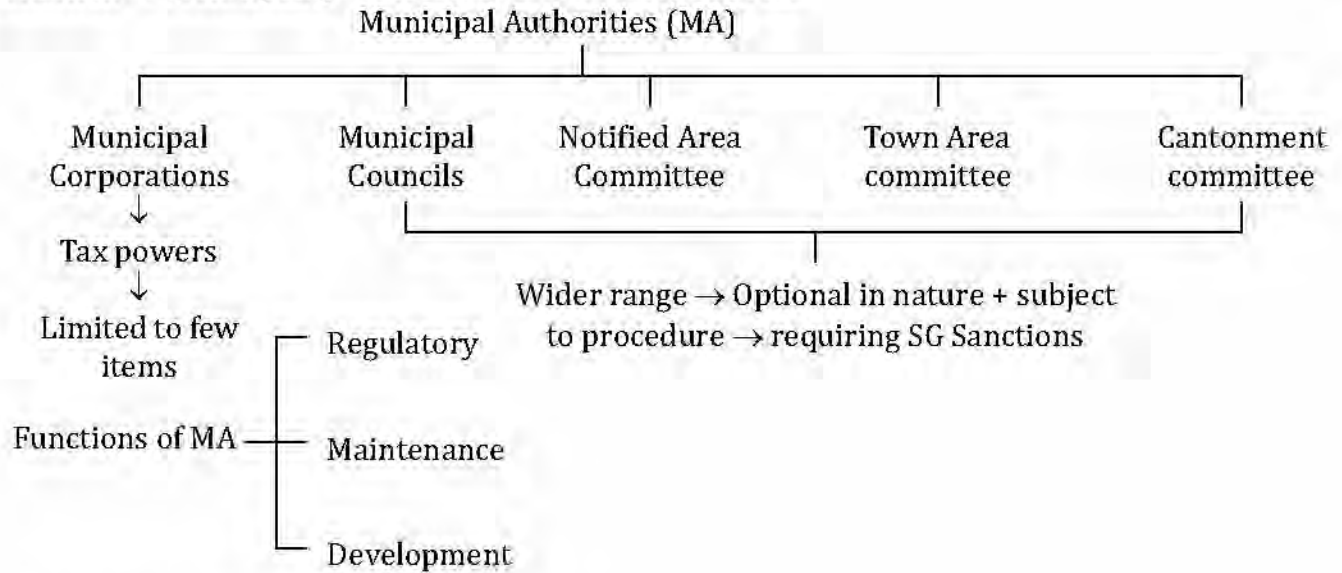 Municipal Authorities (MA)
Municipal
Corporations
↓
Tax powers
↓
Limited to few
items
Municipal
Councils
Notified Area
Committee
Town Area
committee
Cantonment
committee
Wider range → Optional in nature + subject
to procedure → requiring SG Sanctions
Functions of MA
Regulatory
Maintenance
Development